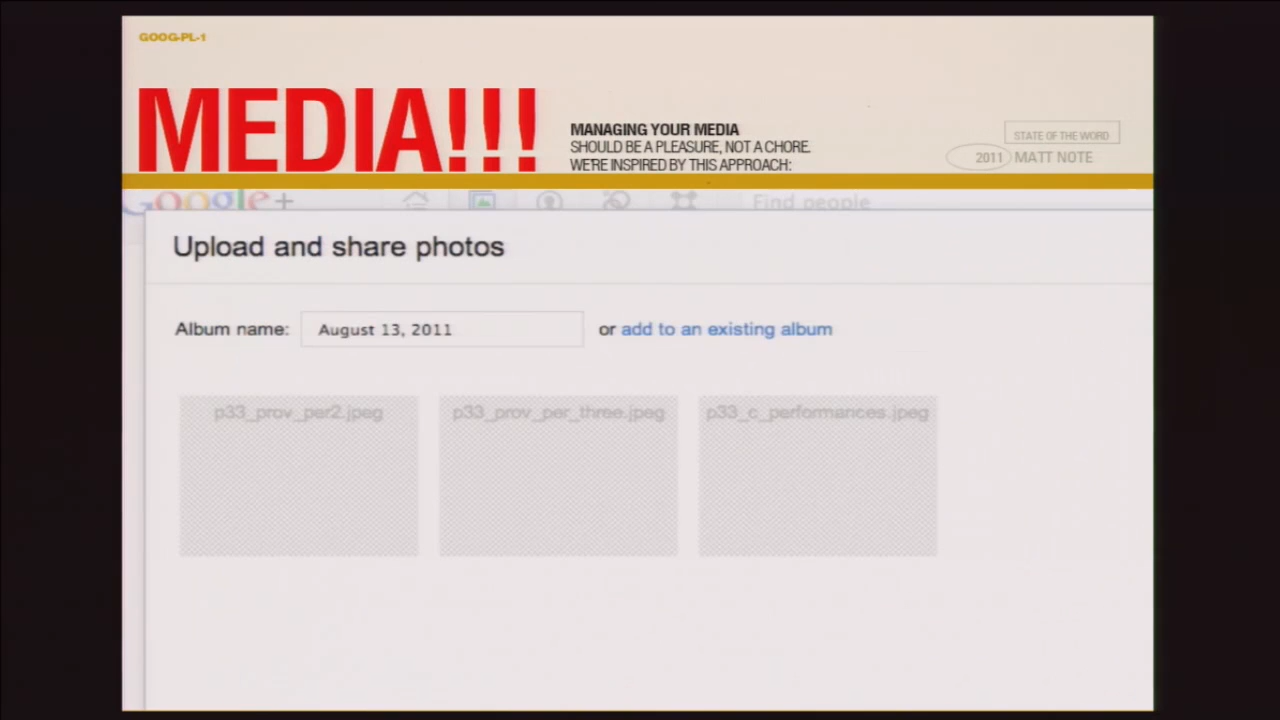 GOOG-PL-1
MEDIA!!!
MANAGING YOUR MEDIA
SHOULD BE A PLEASURE, NOT A CHORE.
WE'RE INSPIRED BY THIS APPROACH:
STATE OF THE WORD
2011 MATT NOTE
Google+
Find people
Upload and share photos
Album name: August 13, 2011 or add to an existing album
p33_prov_per2.jpeg p33_prov_per_three.jpeg p33_c_performances.jpeg